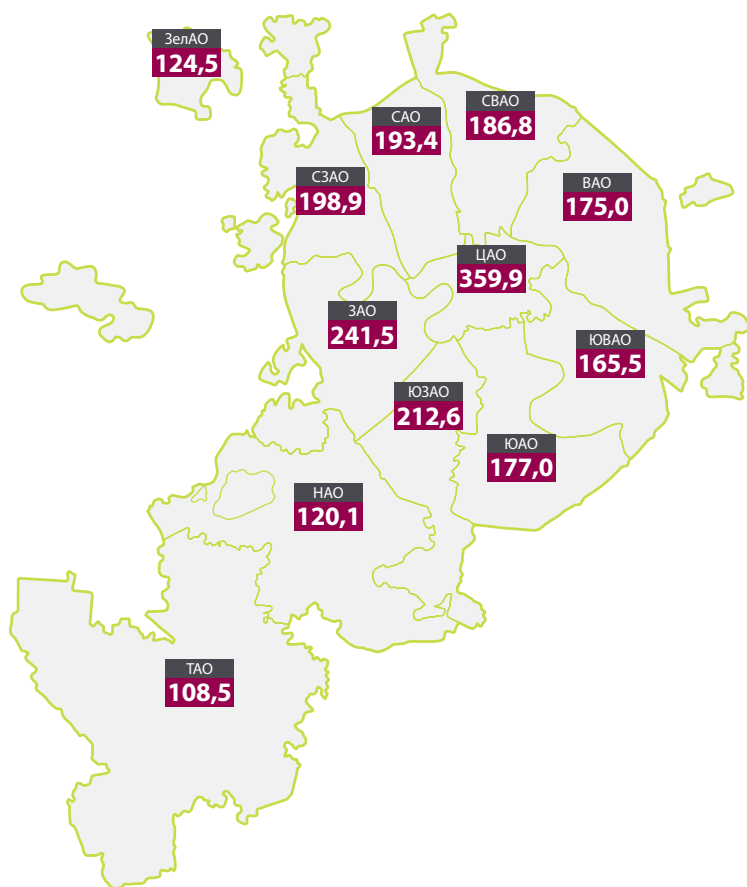 ЗелАО
124,5
СВАО
186,8
САО
193,4
СЗАО
198,9
ВАО
175,0
ЦАО
359,9
ЗАО
241,5
ЮВАО
165,5
ЮЗАО
212,6
ЮАО
177,0
НАО
120,1
ТАО
108,5